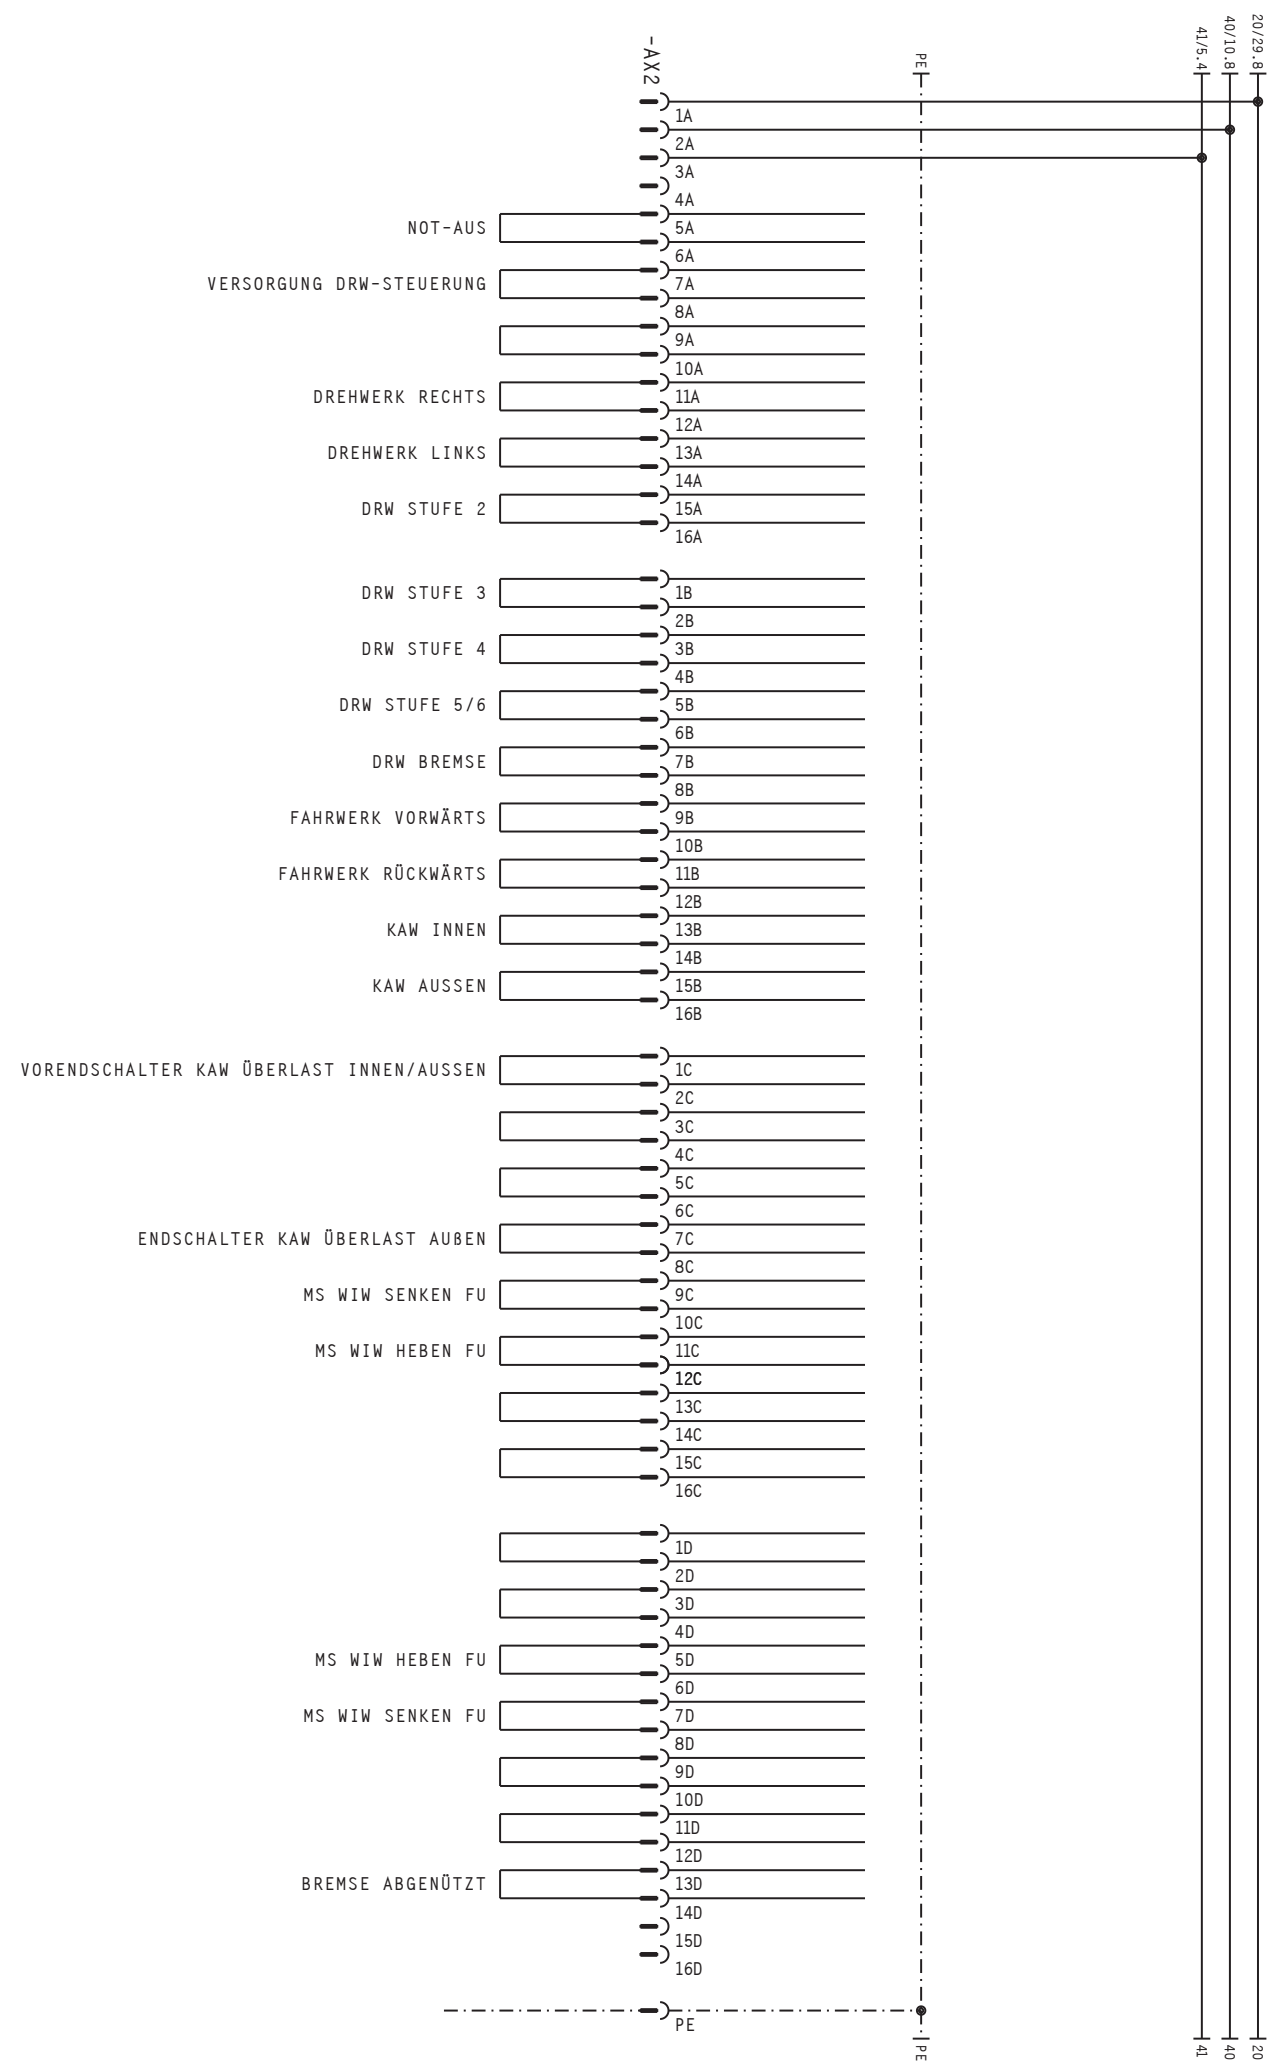 -AX2
PE
41/5.4
40/10.8
20/29.8
1A
2A
3A
4A
NOT-AUS
5A
6A
VERSORGUNG DRW-STEUERUNG
7A
8A
9A
10A
DREHWERK RECHTS
11A
12A
DREHWERK LINKS
13A
14A
DRW STUFE 2
15A
16A
DRW STUFE 3
1B
2B
DRW STUFE 4
3B
4B
DRW STUFE 5/6
5B
6B
DRW BREMSE
7B
8B
FAHRWERK VORWÄRTS
9B
10B
FAHRWERK RÜCKWÄRTS
11B
12B
KAW INNEN
13B
14B
KAW AUSSEN
15B
16B
VORENDSCHALTER KAW ÜBERLAST INNEN/AUSSEN
1C
2C
3C
4C
5C
6C
ENDSCHALTER KAW ÜBERLAST AUßEN
7C
8C
MS WIW SENKEN FU
9C
10C
MS WIW HEBEN FU
11C
12C
13C
14C
15C
16C
1D
2D
3D
4D
MS WIW HEBEN FU
5D
6D
MS WIW SENKEN FU
7D
8D
9D
10D
11D
12D
BREMSE ABGENÜTZT
13D
14D
15D
16D
PE
PE
41
40
20